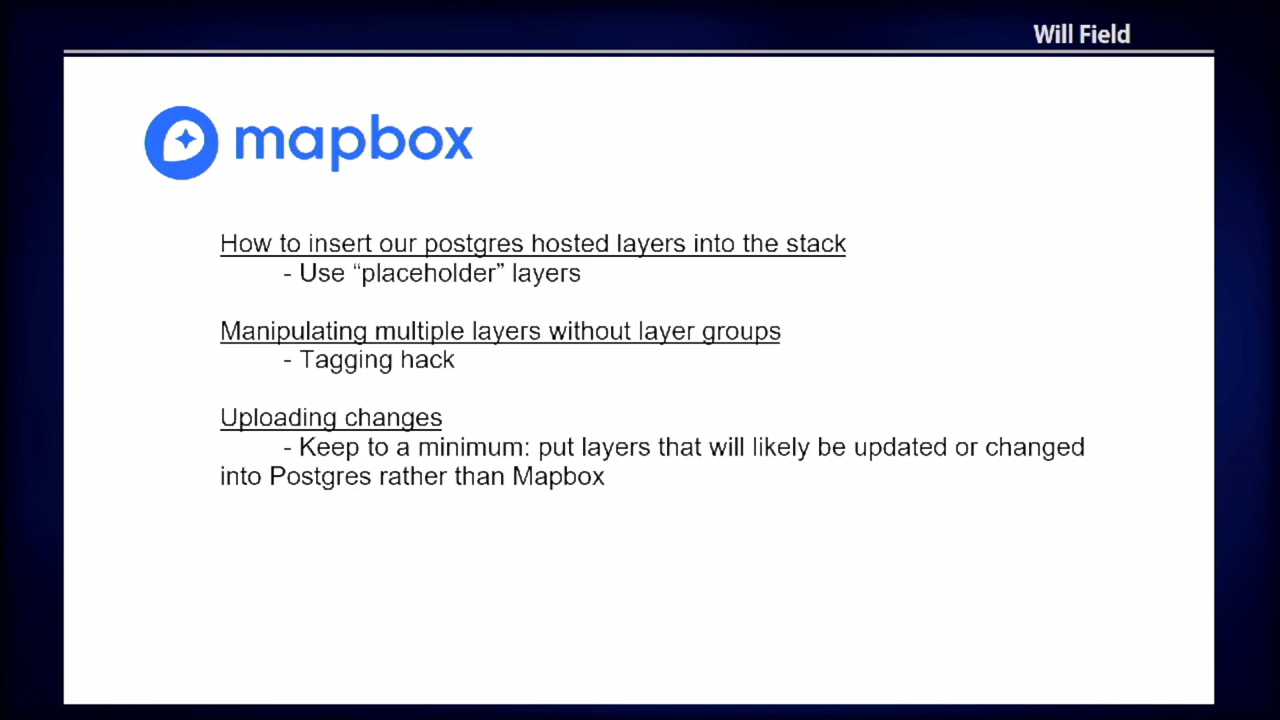 Will Field
mapbox
How to insert our postgres hosted layers into the stack
- Use “placeholder” layers
Manipulating multiple layers without layer groups
- Tagging hack
Uploading changes
- Keep to a minimum: put layers that will likely be updated or changed
into Postgres rather than Mapbox